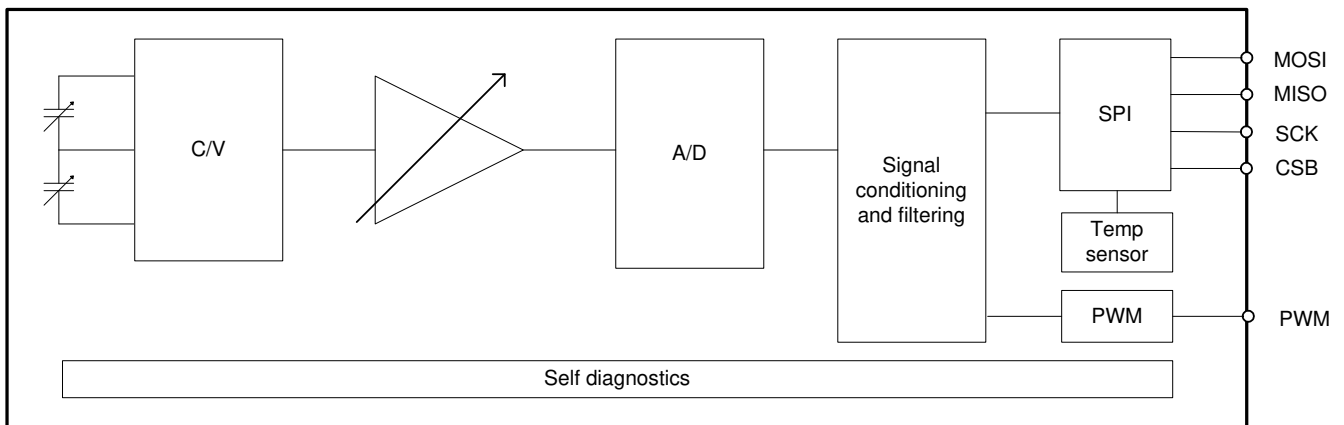 C/V
A/D
Signal
conditioning
and filtering
SPI
MOSI
MISO
SCK
CSB
Temp
sensor
PWM
PWM
Self diagnostics